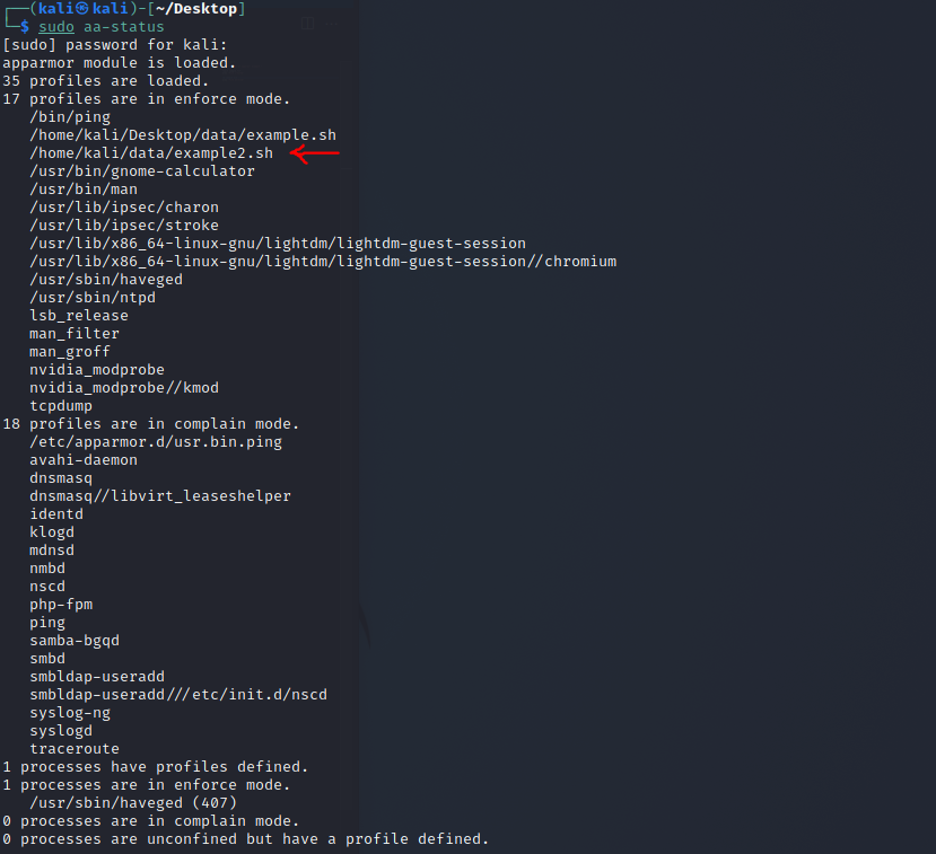 ┌──(kali㉿kali)-[~/Desktop]
└─$ sudo aa-status
[sudo] password for kali:
apparmor module is loaded.
35 profiles are loaded.
17 profiles are in enforce mode.
   /bin/ping
   /home/kali/Desktop/data/example.sh
   /home/kali/data/example2.sh
   /usr/bin/gnome-calculator
   /usr/bin/man
   /usr/lib/ipsec/charon
   /usr/lib/ipsec/stroke
   /usr/lib/x86_64-linux-gnu/lightdm/lightdm-guest-session
   /usr/lib/x86_64-linux-gnu/lightdm/lightdm-guest-session//chromium
   /usr/sbin/haveged
   /usr/sbin/ntpd
   lsb_release
   man_filter
   man_groff
   nvidia_modprobe
   nvidia_modprobe//kmod
   tcpdump
18 profiles are in complain mode.
   /etc/apparmor.d/usr.bin.ping
   avahi-daemon
   dnsmasq
   dnsmasq//libvirt_leaseshelper
   identd
   klogd
   mdnsd
   nmbd
   nscd
   php-fpm
   ping
   samba-bgqd
   smbd
   smbldap-useradd
   smbldap-useradd///etc/init.d/nscd
   syslog-ng
   syslogd
   traceroute
1 processes have profiles defined.
1 processes are in enforce mode.
   /usr/sbin/haveged (407)
0 processes are in complain mode.
0 processes are unconfined but have a profile defined.